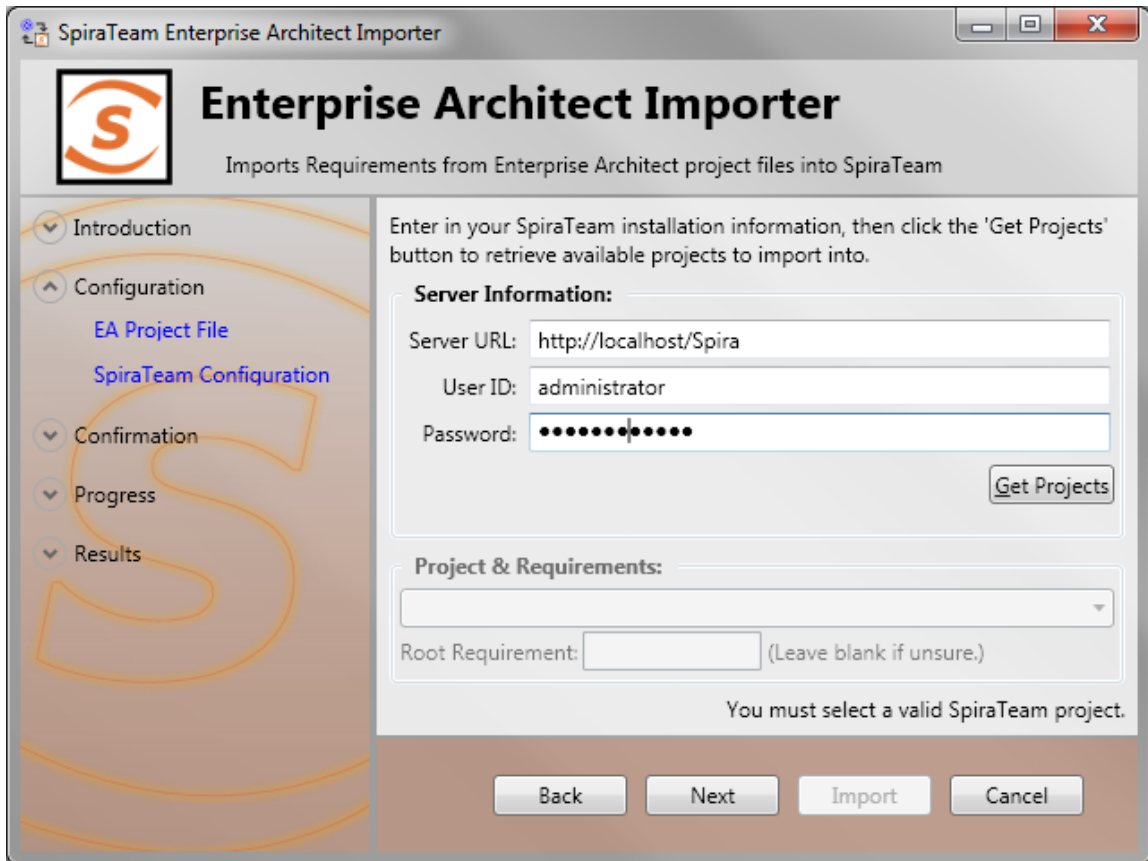 SpiraTeam Enterprise Architect Importer
S
Enterprise Architect Importer
Imports Requirements from Enterprise Architect project files into SpiraTeam
Introduction
Configuration
EA Project File
SpiraTeam Configuration
Confirmation
Progress
Results
Enter in your SpiraTeam installation information, then click the 'Get Projects'
button to retrieve available projects to import into.
Server Information:
Server URL: http://localhost/Spira
User ID: administrator
Password: ●●●●●●●●●●●●
Get Projects
Project & Requirements:
Root Requirement: (Leave blank if unsure.)
You must select a valid SpiraTeam project.
Back Next Import Cancel